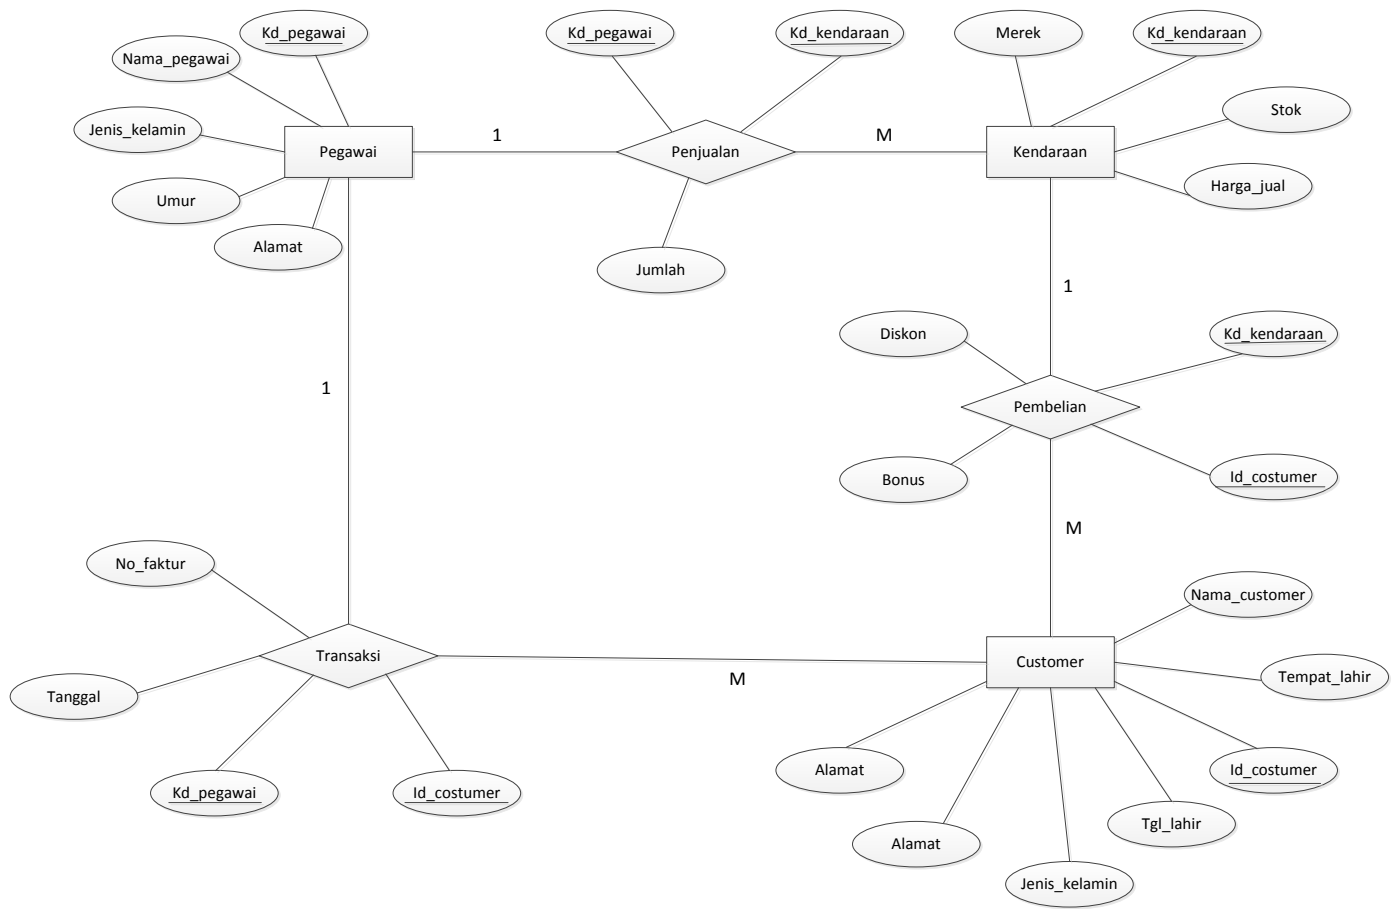 Kd_pegawai
Kd_pegawai
Kd_kendaraan
Merek
Kd_kendaraan
Nama_pegawai
Stok
Jenis_kelamin
1
M
Pegawai
Penjualan
Kendaraan
Harga_jual
Umur
Alamat
Jumlah
1
Diskon
Kd_kendaraan
1
Pembelian
Bonus
Id_costumer
M
No_faktur
Nama_customer
Transaksi
Customer
M
Tempat_lahir
Tanggal
Alamat
Id_costumer
Kd_pegawai
Id_costumer
Tgl_lahir
Alamat
Jenis_kelamin